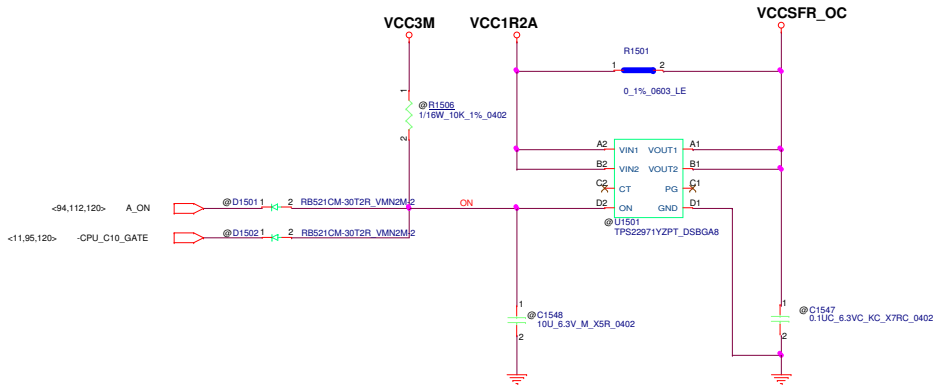 VCC3M
VCC1R2A
VCCSFR_OC
R1501
1
2
0_1%_0603_LE
1
@R1506
1/16W_10K_1%_0402
2
A2
VIN1
VOUT1
A1
B2
VIN2
VOUT2
B1
C2
CT
PG
C1
D2
ON
GND
D1
@U1501
TPS22971YZPT_DSBGA8
<94,112,120>
A_ON
@D1501
1
2
RB521CM-30T2R_VMN2M-2
ON
<11,95,120>
-CPU_C10_GATE
@D1502
1
2
RB521CM-30T2R_VMN2M-2
1
@C1548
10U_6.3V_M_X5R_0402
2
1
@C1547
0.1UC_6.3VC_KC_X7RC_0402
2